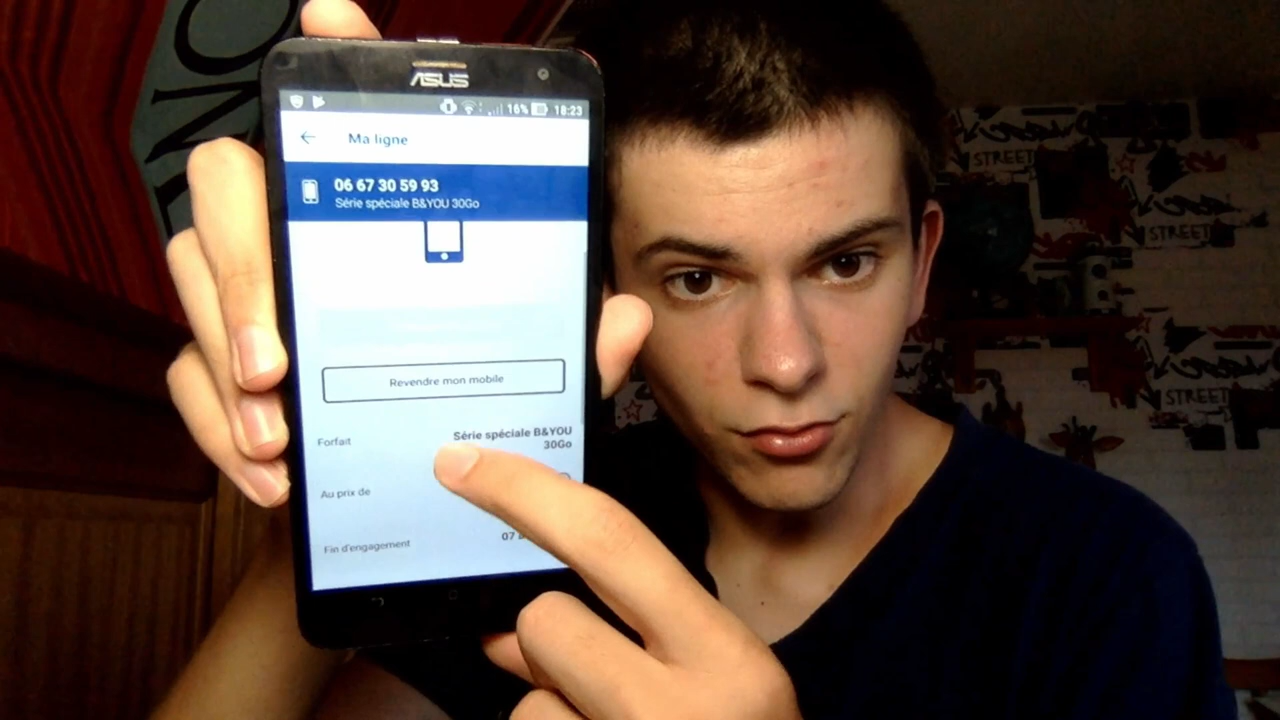 ASUS
16% 18:23
Ma ligne
06 67 30 59 93
Série spéciale B&YOU 30Go
Revendre mon mobile
Forfait
Série spéciale B&YOU
30Go
Au prix de
Fin d'engagement
07
STREET
STREET
STREET